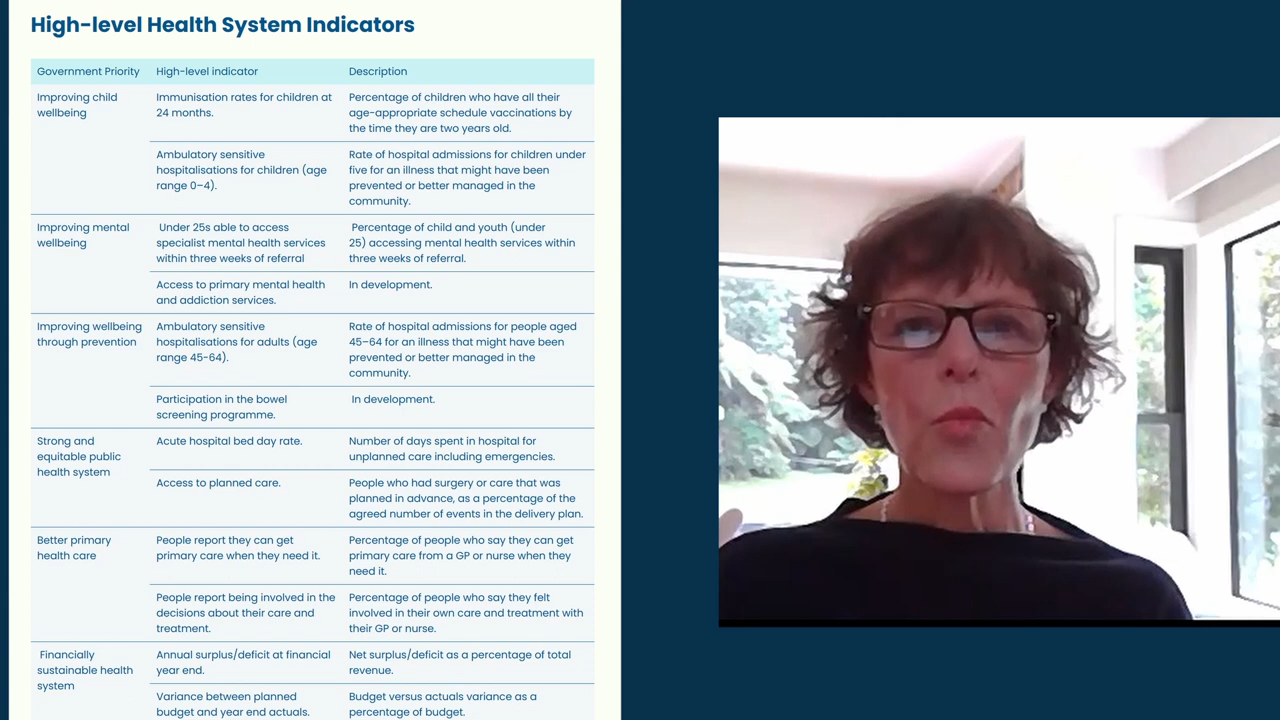 High-level Health System Indicators
Government Priority High-level indicator Description
Improving child
wellbeing
Immunisation rates for children at
24 months.
Percentage of children who have all their
age-appropriate schedule vaccinations by
the time they are two years old.
Ambulatory sensitive
hospitalisations for children (age
range 0–4).
Rate of hospital admissions for children under
five for an illness that might have been
prevented or better managed in the
community.
Improving mental
wellbeing
Under 25s able to access
specialist mental health services
within three weeks of referral
Percentage of child and youth (under
25) accessing mental health services within
three weeks of referral.
Access to primary mental health
and addiction services.
In development.
Improving wellbeing
through prevention
Ambulatory sensitive
hospitalisations for adults (age
range 45-64).
Rate of hospital admissions for people aged
45–64 for an illness that might have been
prevented or better managed in the
community.
Participation in the bowel
screening programme.
In development.
Strong and
equitable public
health system
Acute hospital bed day rate.
Number of days spent in hospital for
unplanned care including emergencies.
Access to planned care.
People who had surgery or care that was
planned in advance, as a percentage of the
agreed number of events in the delivery plan.
Better primary
health care
People report they can get
primary care when they need it.
Percentage of people who say they can get
primary care from a GP or nurse when they
need it.
People report being involved in the
decisions about their care and
treatment.
Percentage of people who say they felt
involved in their own care and treatment with
their GP or nurse.
Financially
sustainable health
system
Annual surplus/deficit at financial
year end.
Net surplus/deficit as a percentage of total
revenue.
Variance between planned
budget and year end actuals.
Budget versus actuals variance as a
percentage of budget.